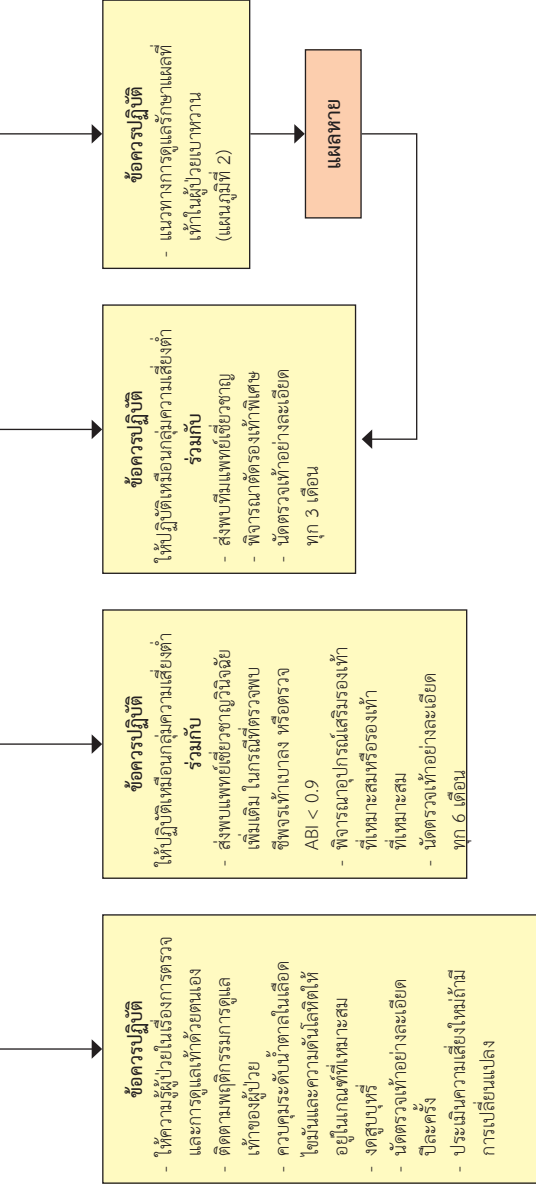 ข้อควรปฏิบัติ
- ให้ความรู้ผู้ป่วยในเรื่องการตรวจ
และการดูแลเท้าด้วยตนเอง
- ติดตามพฤติกรรมการดูแล
เท้าของผู้ป่วย
- ควบคุมระดับน้ำตาลในเลือด
ไขมันและความดันโลหิตให้
อยู่ในเกณฑ์ที่เหมาะสม
- งดสูบบุหรี่
- นัดตรวจเท้าอย่างละเอียด
ปีละครั้ง
- ประเมินความเสี่ยงใหม่ถ้ามี
การเปลี่ยนแปลง
ข้อควรปฏิบัติ
ให้ปฏิบัติเหมือนกลุ่มความเสี่ยงต่ำ
ร่วมกับ
- ส่งพบแพทย์เชี่ยวชาญวินิจฉัย
เพิ่มเติม ในกรณีที่ตรวจพบ
ชีพจรเท้าเบาลง หรือตรวจ
ABI < 0.9
- พิจารณาอุปกรณ์เสริมรองเท้า
ที่เหมาะสมหรือรองเท้า
ที่เหมาะสม
- นัดตรวจเท้าอย่างละเอียด
ทุก 6 เดือน
ข้อควรปฏิบัติ
ให้ปฏิบัติเหมือนกลุ่มความเสี่ยงต่ำ
ร่วมกับ
- ส่งพบทีมแพทย์เชี่ยวชาญ
- พิจารณาตัดรองเท้าพิเศษ
- นัดตรวจเท้าอย่างละเอียด
ทุก 3 เดือน
ข้อควรปฏิบัติ
- แนวทางการดูแลรักษาแผลที่
เท้าในผู้ป่วยเบาหวาน
(แผนภูมิที่ 2)
แผลหาย